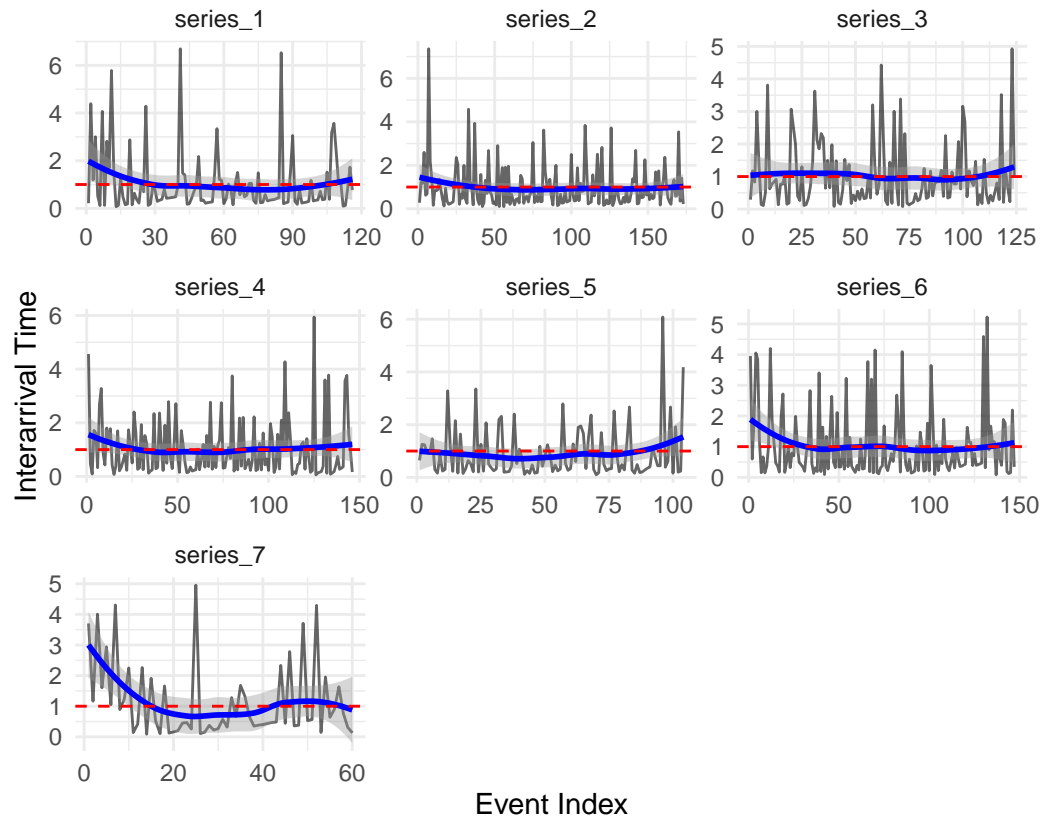 series_1 series_2 series_3
6
4
2
0
0 30 60 90 120
6
4
2
0
0 50 100 150
5
4
3
2
1
0
0 25 50 75 100 125
series_4 series_5 series_6
6
4
2
0
0 50 100 150
6
4
2
0
0 25 50 75 100
5
4
3
2
1
0
0 50 100 150
series_7
5
4
3
2
1
0
0 20 40 60
Interarrival Time
Event Index